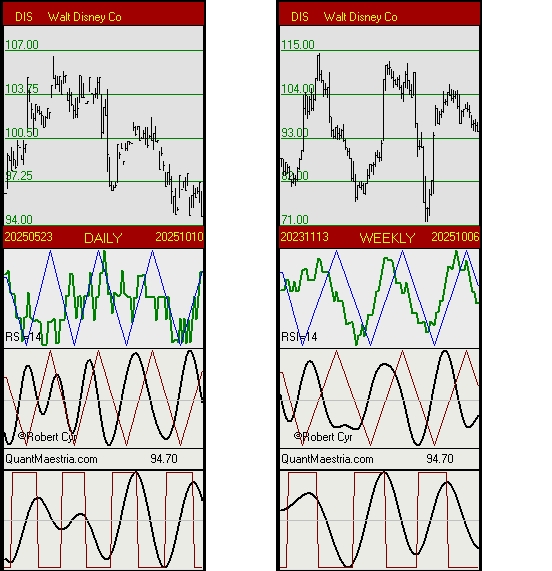 DIS Walt Disney Co
107.00
103.75
100.50
97.25
94.00
20250523 DAILY 20251010
RSI-14
©Robert Cyr
QuantMaestria.com 94.70
DIS Walt Disney Co
115.00
104.00
93.00
82.00
71.00
20231113 WEEKLY 20251006
RSI-14
©Robert Cyr
QuantMaestria.com 94.70